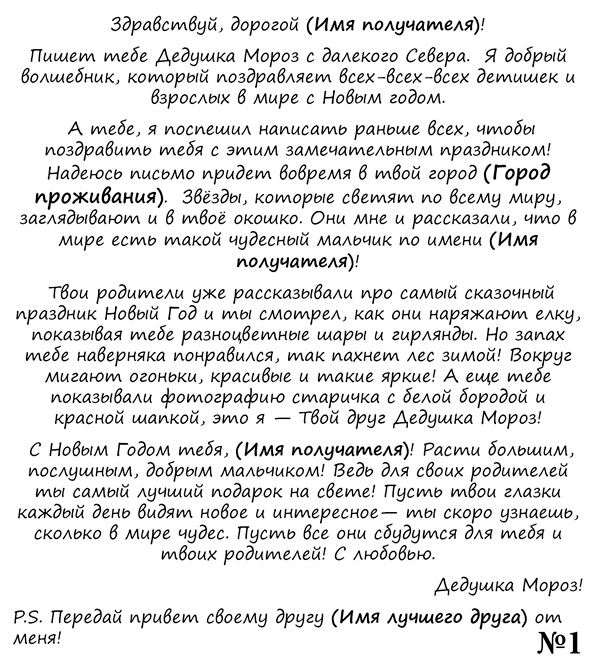 Здравствуй, дорогой (Имя получателя)!
Пишет тебе Дедушка Мороз с далекого Севера. Я добрый
волшебник, который поздравляет всех-всех-всех детишек и
взрослых в мире с Новым годом.
А тебе, я поспешил написать раньше всех, чтобы
поздравить тебя с этим замечательным праздником!
Надеюсь письмо придет вовремя в твой город (Город
проживания). Звёзды, которые светят по всему миру,
заглядывают и в твоё окошко. Они мне и рассказали, что в
мире есть такой чудесный мальчик по имени (Имя
получателя)!
Твои родители уже рассказывали про самый сказочный
праздник Новый Год и ты смотрел, как они наряжают елку,
показывая тебе разноцветные шары и гирлянды. Но запах
тебе наверняка понравился, так пахнет лес зимой! Вокруг
мигают огоньки, красивые и такие яркие! А еще тебе
показывали фотографию старичка с белой бородой и
красной шапкой, это я — Твой друг Дедушка Мороз!
С Новым Годом тебя, (Имя получателя)! Расти большим,
послушным, добрым мальчиком! Ведь для своих родителей
ты самый лучший подарок на свете! Пусть твои глазки
каждый день видят новое и интересное— ты скоро узнаешь,
сколько в мире чудес. Пусть все они сбудутся для тебя и
твоих родителей! С любовью.
Дедушка Мороз!
P.S. Передай привет своему другу (Имя лучшего друга) от
меня!
№1